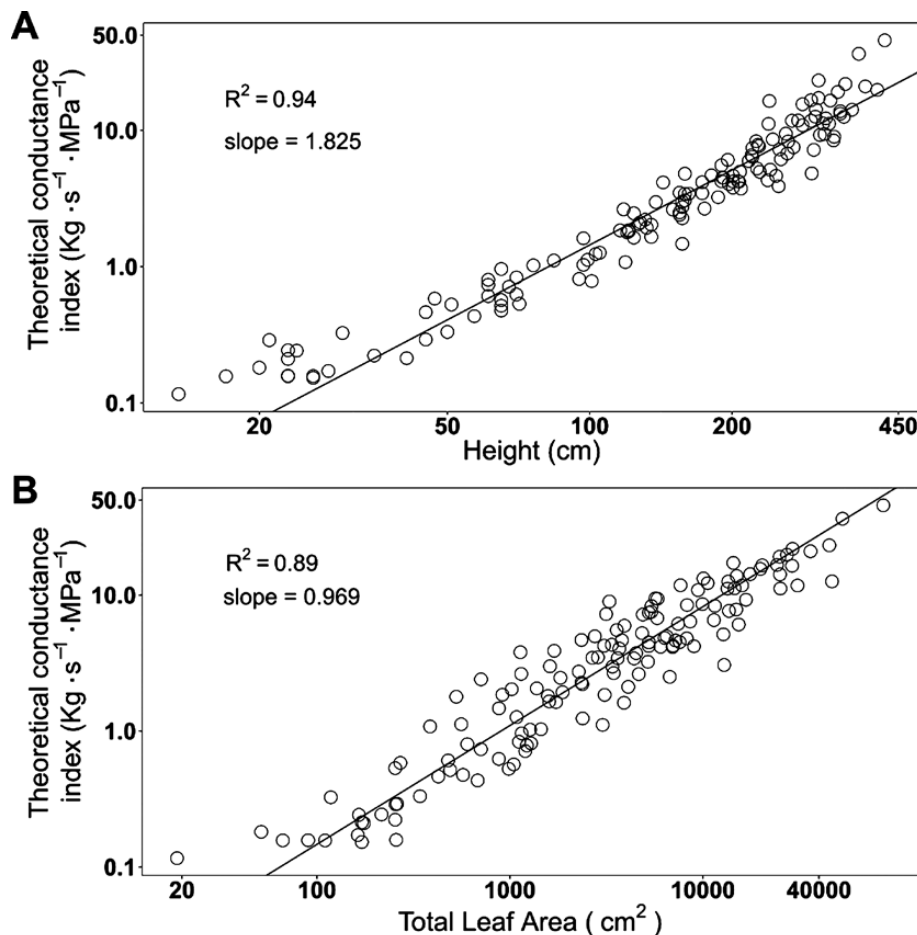 A
Theoretical conductance
index (Kg · s⁻¹ · MPa⁻¹)
50.0
10.0
1.0
0.1
R² = 0.94
slope = 1.825
20 50 100 200 450
Height (cm)
B
Theoretical conductance
index (Kg · s⁻¹ · MPa⁻¹)
50.0
10.0
1.0
0.1
R² = 0.89
slope = 0.969
20 100 1000 10000 40000
Total Leaf Area ( cm² )